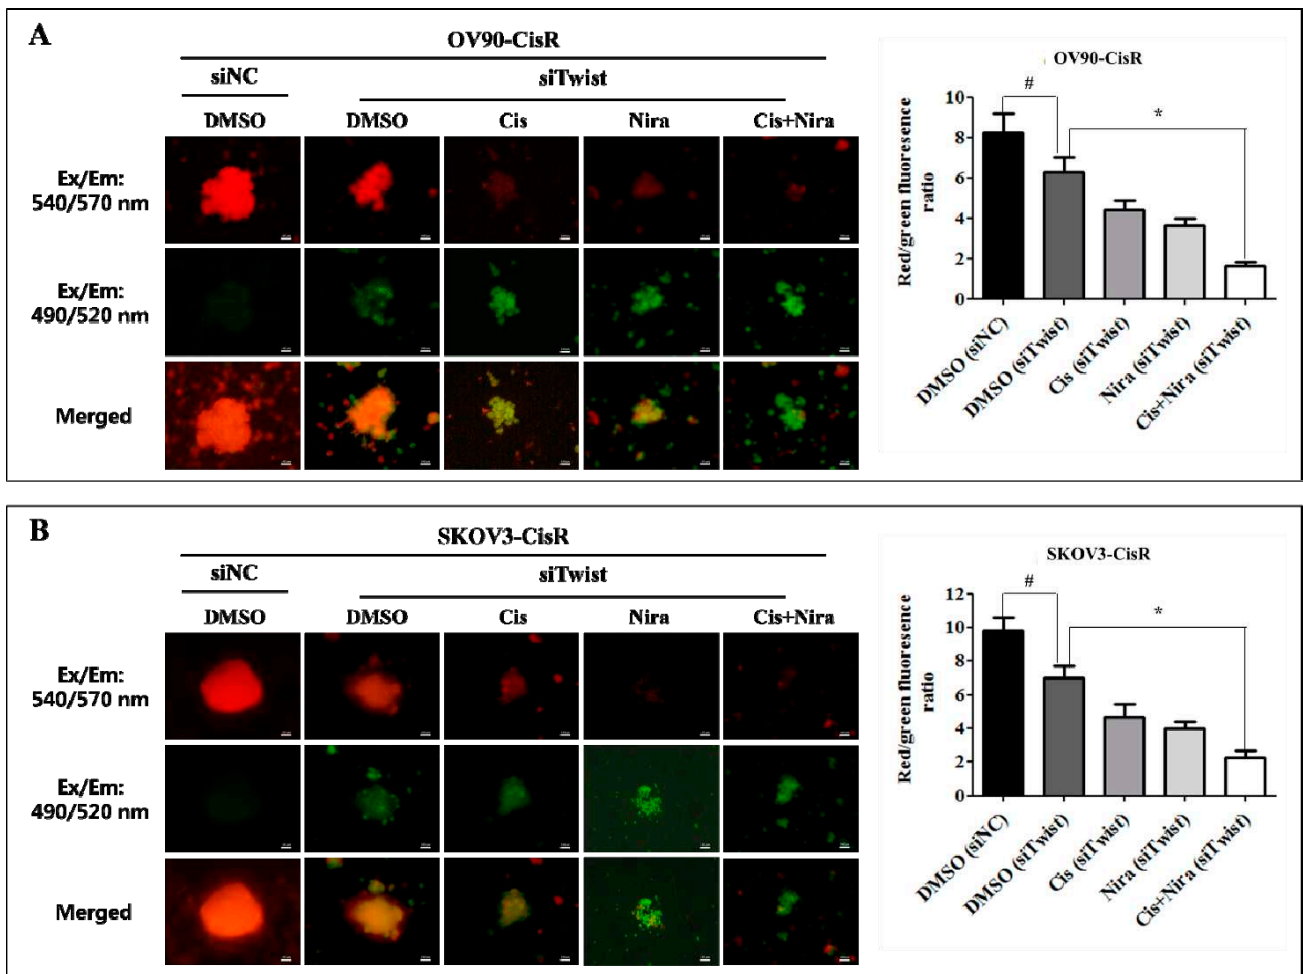 A
OV90-CisR
siNC
siTwist
DMSO
DMSO
Cis
Nira
Cis+Nira
Ex/Em:
540/570 nm
Ex/Em:
490/520 nm
Merged
OV90-CisR
#
*
Red/green fluoresence
ratio
10
8
6
4
2
0
DMSO (siNC)
DMSO (siTwist)
Cis (siTwist)
Nira (siTwist)
Cis+Nira (siTwist)
B
SKOV3-CisR
siNC
siTwist
DMSO
DMSO
Cis
Nira
Cis+Nira
Ex/Em:
540/570 nm
Ex/Em:
490/520 nm
Merged
SKOV3-CisR
#
*
Red/green fluoresence
ratio
12
10
8
6
4
2
0
DMSO (siNC)
DMSO (siTwist)
Cis (siTwist)
Nira (siTwist)
Cis+Nira (siTwist)